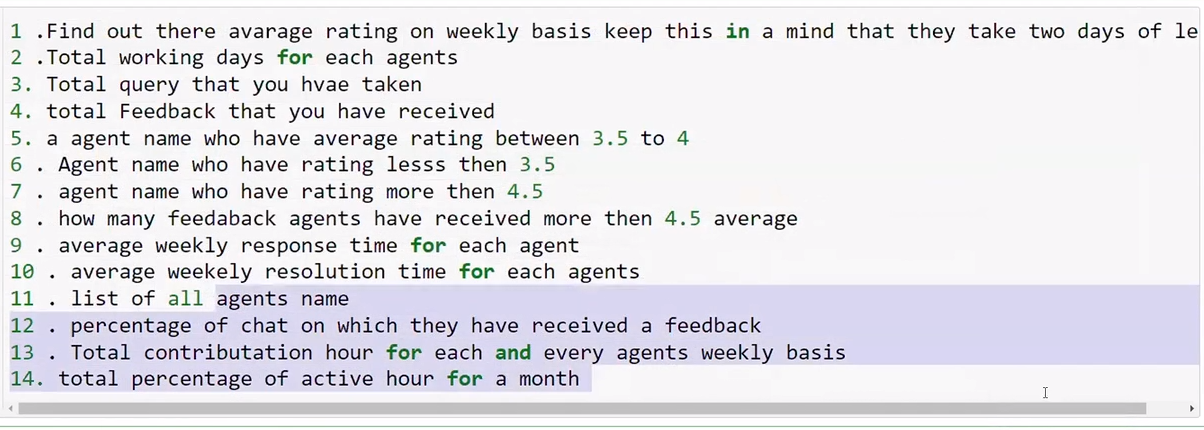 1 .Find out there avarage rating on weekly basis keep this in a mind that they take two days of le
2 .Total working days for each agents
3. Total query that you hvae taken
4. total Feedback that you have received
5. a agent name who have average rating between 3.5 to 4
6 . Agent name who have rating lesss then 3.5
7 . agent name who have rating more then 4.5
8 . how many feedaback agents have received more then 4.5 average
9 . average weekly response time for each agent
10 . average weekely resolution time for each agents
11 . list of all agents name
12 . percentage of chat on which they have received a feedback
13 . Total contributation hour for each and every agents weekly basis
14. total percentage of active hour for a month